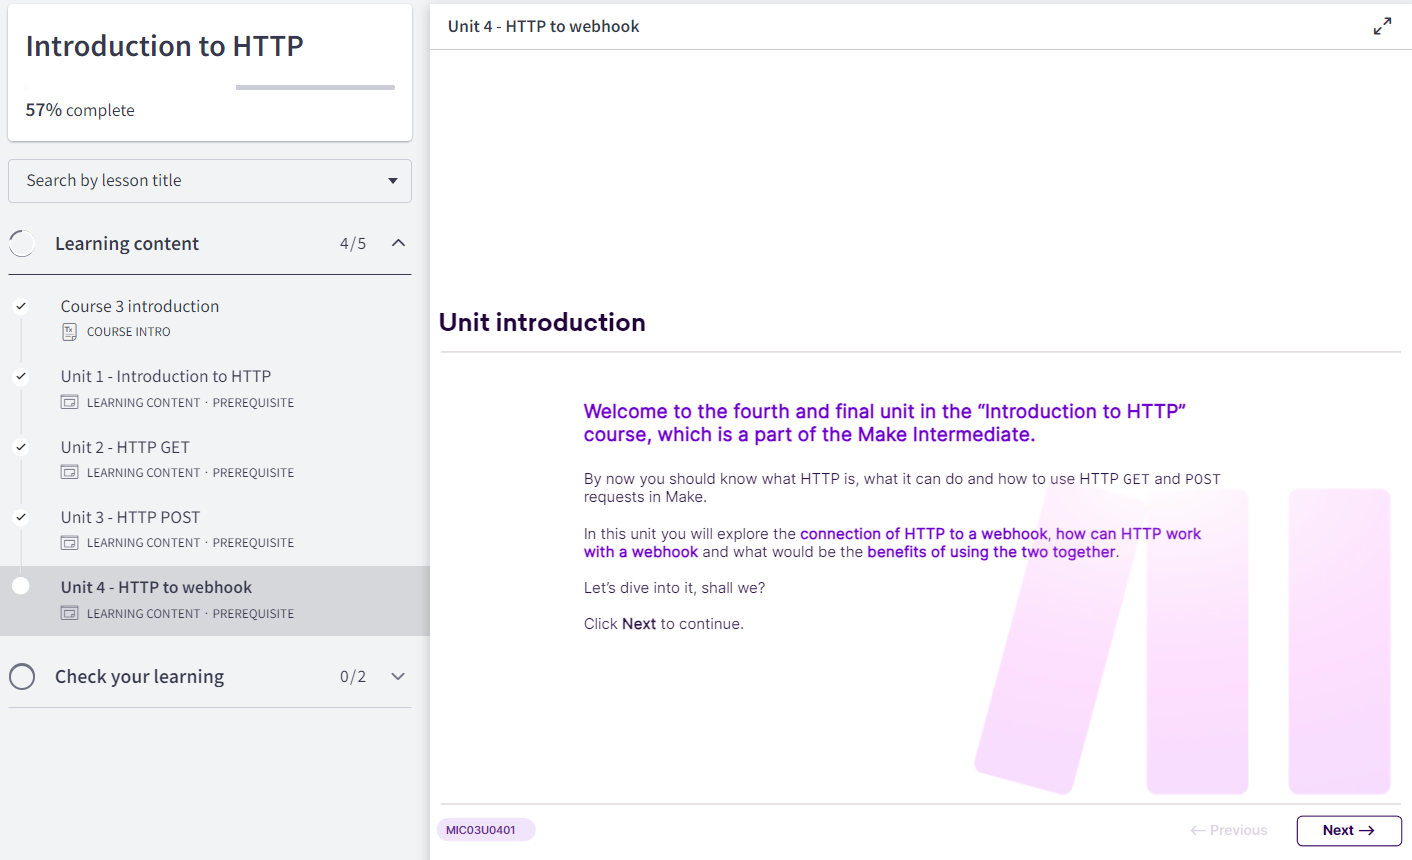 Introduction to HTTP
57% complete
Search by lesson title
Learning content 4/5
Course 3 introduction
COURSE INTRO
Unit 1 - Introduction to HTTP
LEARNING CONTENT · PREREQUISITE
Unit 2 - HTTP GET
LEARNING CONTENT · PREREQUISITE
Unit 3 - HTTP POST
LEARNING CONTENT · PREREQUISITE
Unit 4 - HTTP to webhook
LEARNING CONTENT · PREREQUISITE
Check your learning 0/2
Unit 4 - HTTP to webhook
Unit introduction
Welcome to the fourth and final unit in the “Introduction to HTTP”
course, which is a part of the Make Intermediate.
By now you should know what HTTP is, what it can do and how to use HTTP GET and POST
requests in Make.
In this unit you will explore the connection of HTTP to a webhook, how can HTTP work
with a webhook and what would be the benefits of using the two together.
Let’s dive into it, shall we?
Click Next to continue.
MIC03U0401
← Previous
Next →